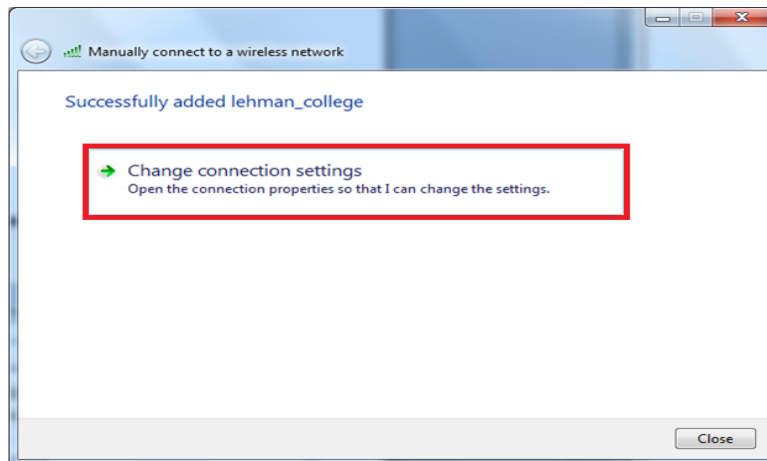 Manually connect to a wireless network
Successfully added lehman_college
Change connection settings
Open the connection properties so that I can change the settings.
Close